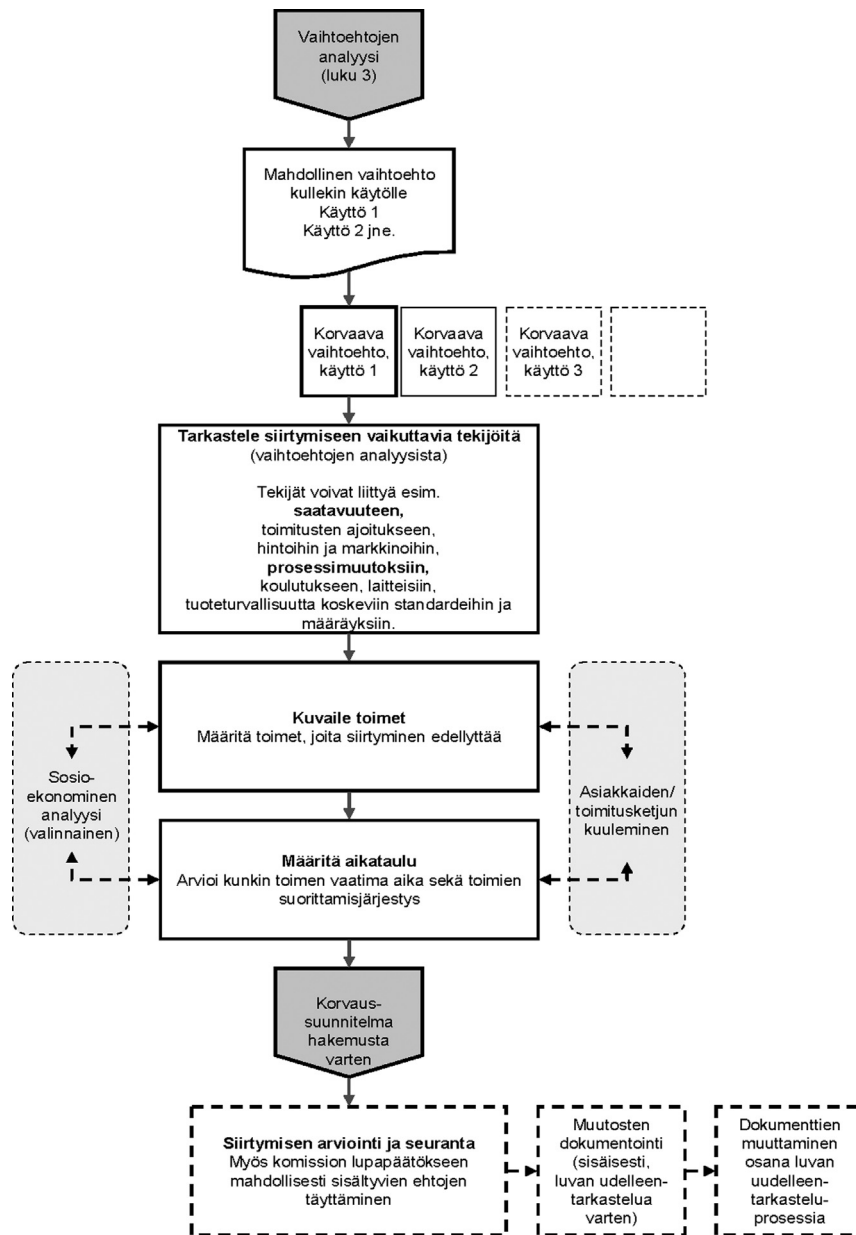 Vaihtoehtojen
analyysi
(luku 3)
Mahdollinen vaihtoehto
kullekin käytölle
Käyttö 1
Käyttö 2 jne.
Korvaava
vaihtoehto,
käyttö 1
Korvaava
vaihtoehto,
käyttö 2
Korvaava
vaihtoehto,
käyttö 3
Tarkastele siirtymiseen vaikuttavia tekijöitä
(vaihtoehtojen analyysista)
Tekijät voivat liittyä esim.
saatavuuteen,
toimitusten ajoitukseen,
hintoihin ja markkinoihin,
prosessimuutoksiin,
koulutukseen, laitteisiin,
tuoteturvallisuutta koskeviin standardeihin ja
määräyksiin.
Kuvaile toimet
Määritä toimet, joita siirtyminen edellyttää
Sosio-
ekonominen
analyysi
(valinnainen)
Asiakkaiden/
toimitusketjun
kuuleminen
Määritä aikataulu
Arvioi kunkin toimen vaatima aika sekä toimien
suorittamisjärjestys
Korvaus-
suunnitelma
hakemusta
varten
Siirtymisen arviointi ja seuranta
Myös komission lupapäätökseen
mahdollisesti sisältyvien ehtojen
täyttäminen
Muutosten
dokumentointi
(sisäisesti,
luvan udelleen-
tarkastelua
varten)
Dokumenttien
muuttaminen
osana luvan
uudelleen-
tarkastelu-
prosessia